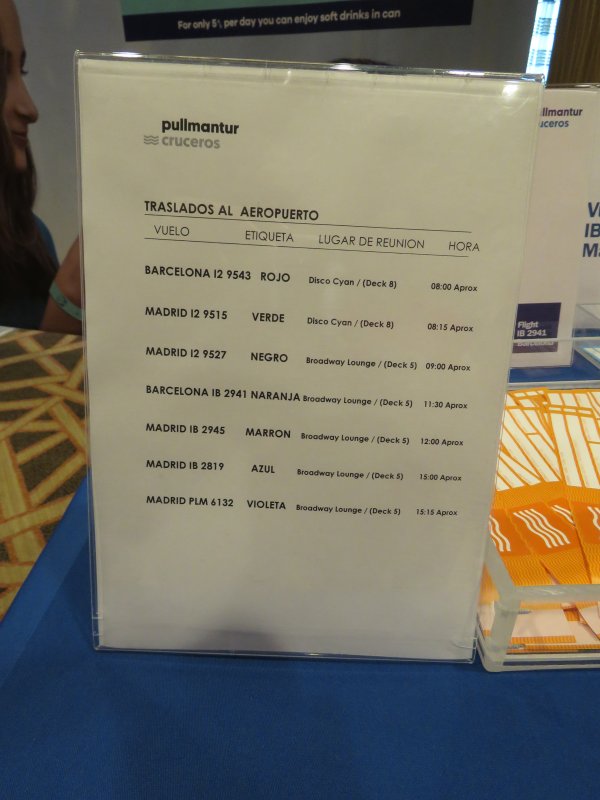 For only 5€ per day you can enjoy soft drinks in can
pullmantur
cruceros
TRASLADOS AL AEROPUERTO
VUELO ETIQUETA LUGAR DE REUNION HORA
BARCELONA I2 9543 ROJO Disco Cyan / (Deck 8) 08:00 Aprox
MADRID I2 9515 VERDE Disco Cyan / (Deck 8) 08:15 Aprox
MADRID I2 9527 NEGRO Broadway Lounge / (Deck 5) 09:00 Aprox
BARCELONA IB 2941 NARANJA Broadway Lounge / (Deck 5) 11:30 Aprox
MADRID IB 2945 MARRON Broadway Lounge / (Deck 5) 12:00 Aprox
MADRID IB 2819 AZUL Broadway Lounge / (Deck 5) 15:00 Aprox
MADRID PLM 6132 VIOLETA Broadway Lounge / (Deck 5) 15:15 Aprox
llmantur
uceros
IB
Flight
IB 2941
Barcelona